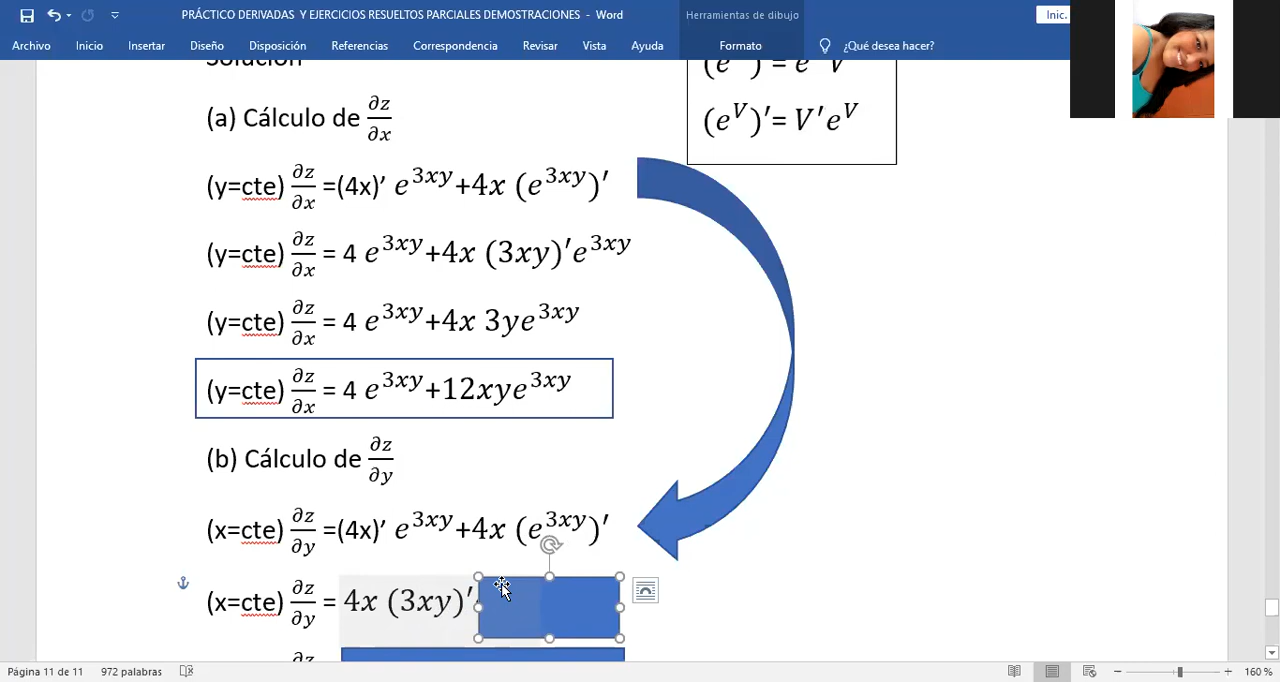 PRÁCTICO DERIVADAS Y EJERCICIOS RESUELTOS PARCIALES DEMOSTRACIONES - Word
Herramientas de dibujo
Inic.
Archivo Inicio Insertar Diseño Disposición Referencias Correspondencia Revisar Vista Ayuda Formato ¿Qué desea hacer?
Solución
(a) Cálculo de ∂z/∂x
(e^V)'= V'e^V
(y=cte) ∂z/∂x =(4x)' e^{3xy}+4x (e^{3xy})'
(y=cte) ∂z/∂x = 4 e^{3xy}+4x (3xy)'e^{3xy}
(y=cte) ∂z/∂x = 4 e^{3xy}+4x 3ye^{3xy}
(y=cte) ∂z/∂x = 4 e^{3xy}+12xye^{3xy}
(b) Cálculo de ∂z/∂y
(x=cte) ∂z/∂y =(4x)' e^{3xy}+4x (e^{3xy})'
(x=cte) ∂z/∂y = 4x (3xy)'
∂z
Página 11 de 11 972 palabras 160 %